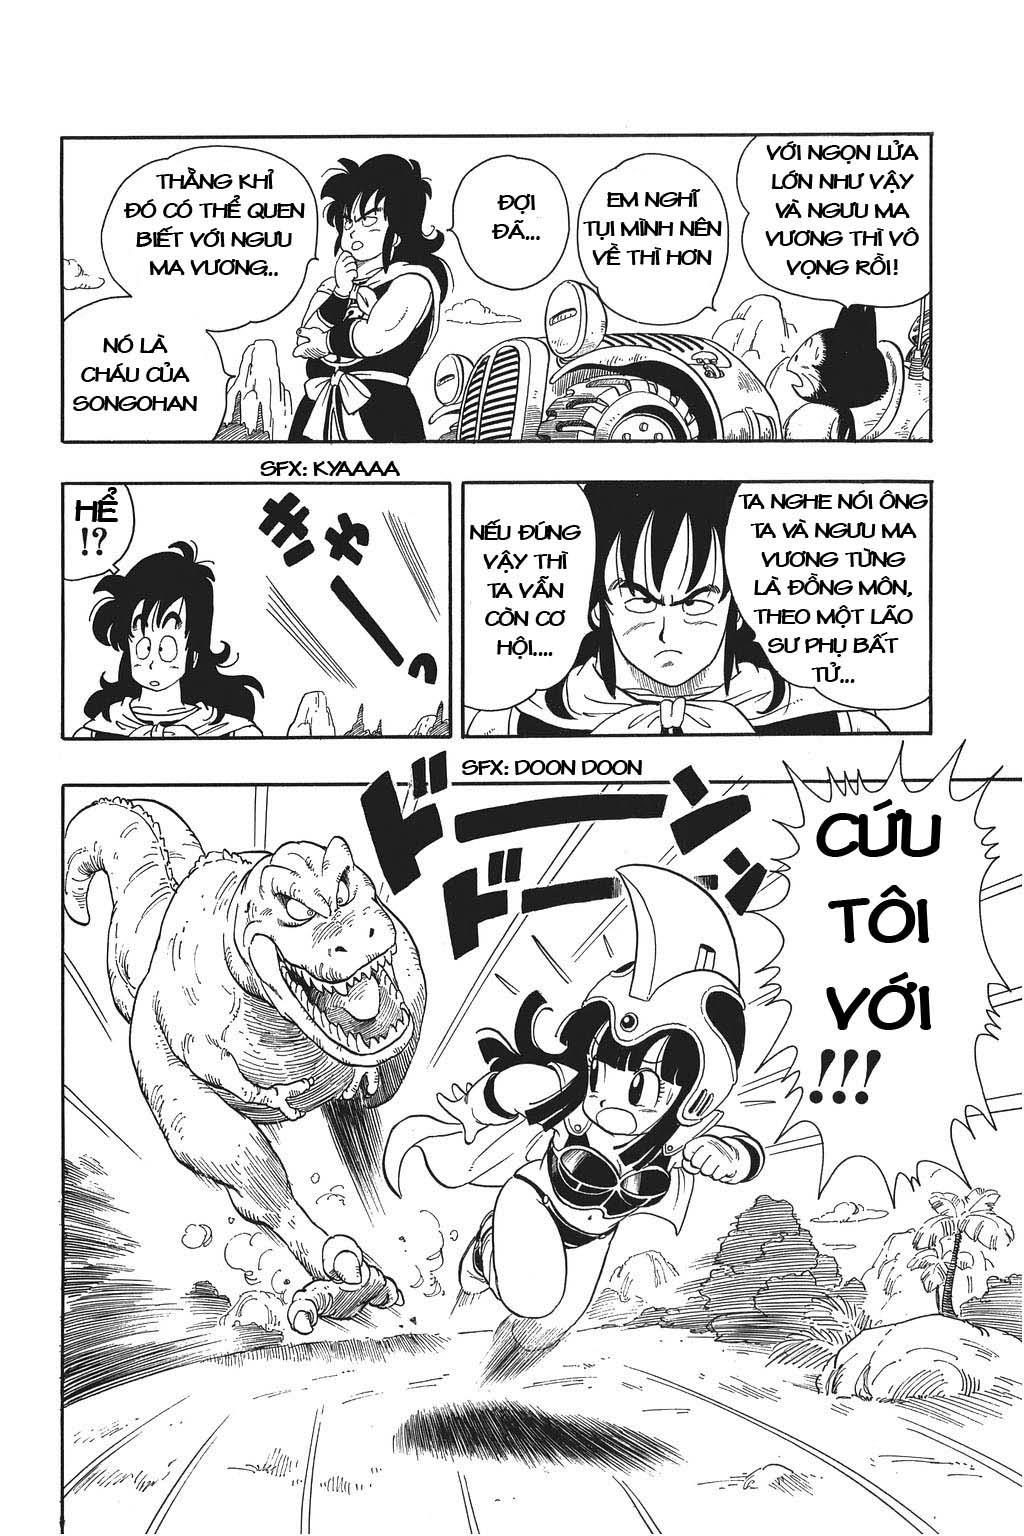 VỚI NGỌN LỬA
LỚN NHƯ VẬY
VÀ NGƯU MA
VƯƠNG THÌ VÔ
VỌNG RỒI!
EM NGHĨ
TỤI MÌNH NÊN
VỀ THÌ HƠN
ĐỢI
ĐÃ...
THẰNG KHỈ
ĐÓ CÓ THỂ QUEN
BIẾT VỚI NGƯU
MA VƯƠNG..
NÓ LÀ
CHÁU CỦA
SONGOHAN
TA NGHE NÓI ÔNG
TA VÀ NGƯU MA
VƯƠNG TỪNG
LÀ ĐỒNG MÔN,
THEO MỘT LÃO
SƯ PHỤ BẤT
TỬ...
NẾU ĐÚNG
VẬY THÌ
TA VẪN
CÒN CƠ
HỘI....
SFX: KYAAAA
きゃーっ
HỂ
!?
SFX: DOON DOON
ドーン
ドーン
CỨU
TÔI
VỚI
!!!